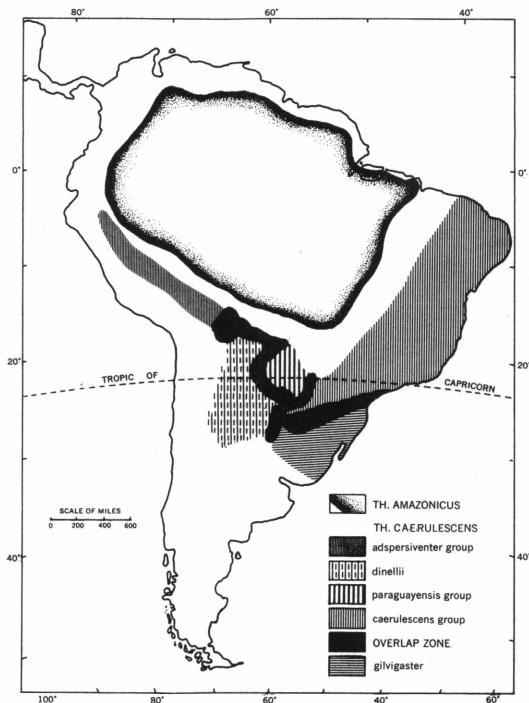 80°
60°
40°
0°
0°
20°
20°
TROPIC OF
CAPRICORN
SCALE OF MILES
0 200 400 600
TH. AMAZONICUS
TH. CAERULESCENS
adspersiventer group
dinellii
paraguayensis group
caerulescens group
OVERLAP ZONE
gilvigaster
40°
40°
100°
80°
60°
40°